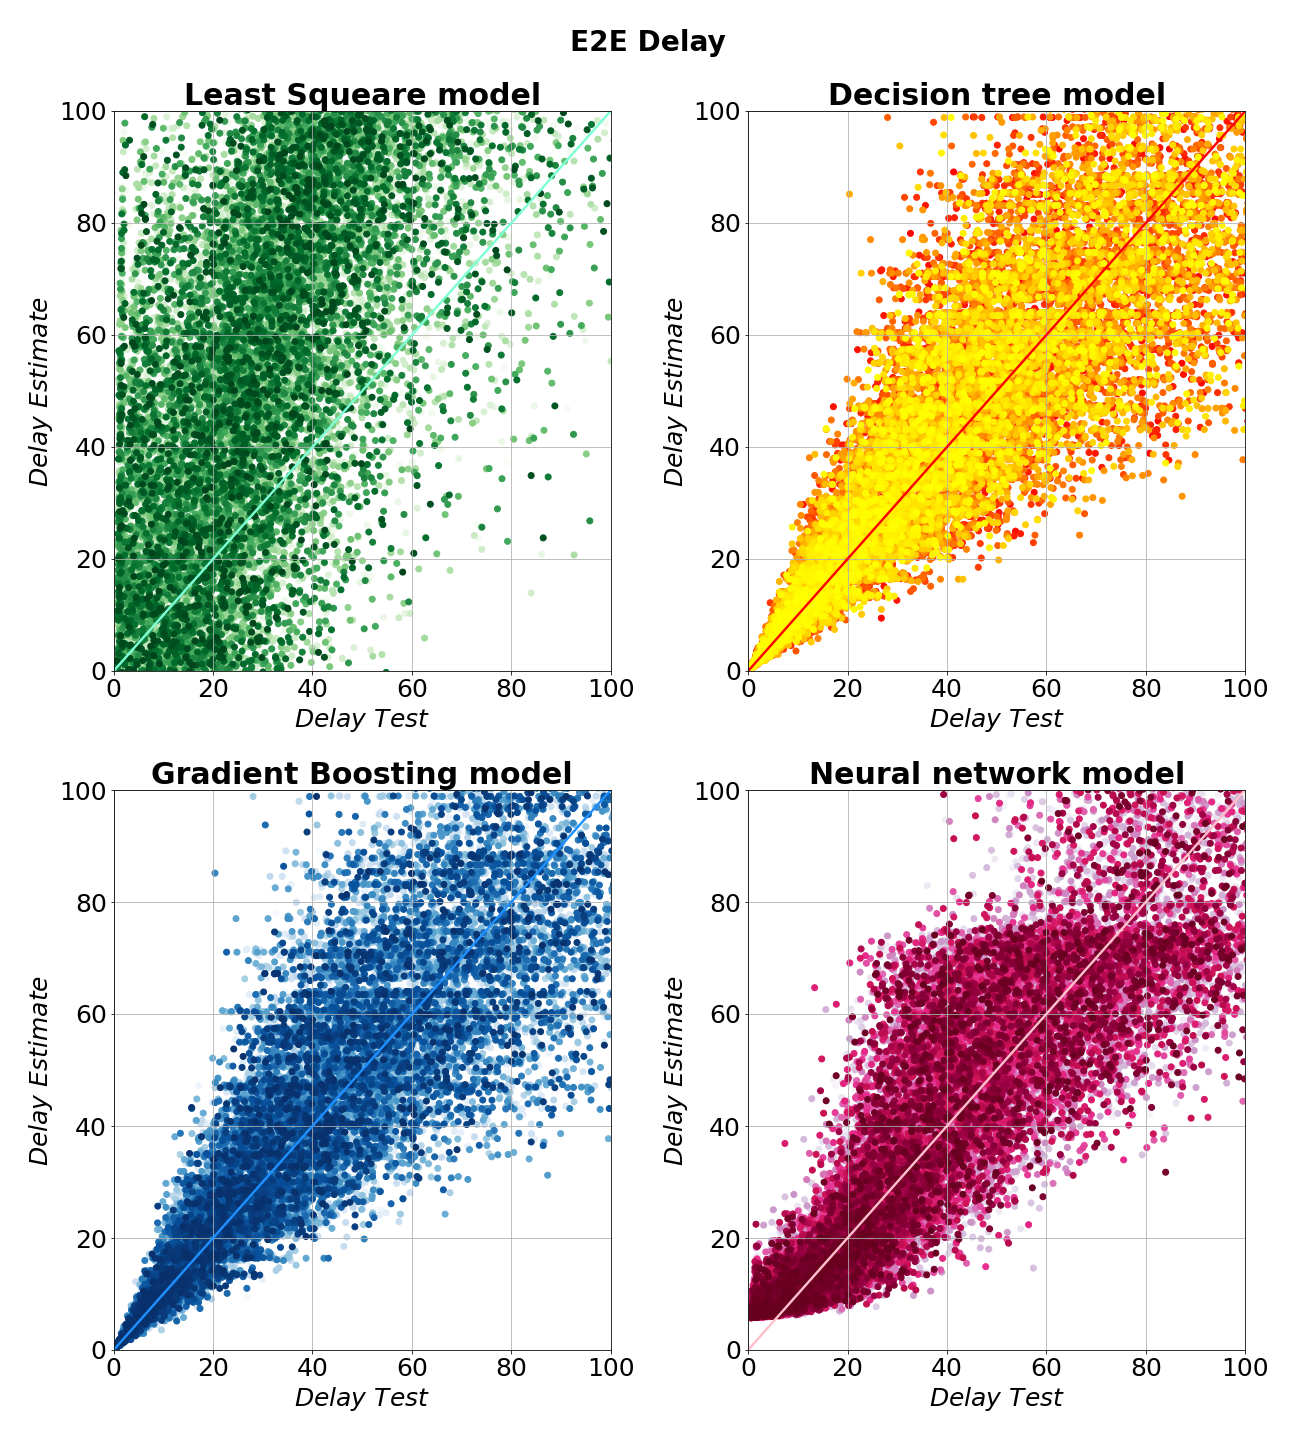 E2E Delay
Least Squeare model
100
80
60
40
20
0
Delay Estimate
0 20 40 60 80 100
Delay Test
Decision tree model
100
80
60
40
20
0
Delay Estimate
0 20 40 60 80 100
Delay Test
Gradient Boosting model
100
80
60
40
20
0
Delay Estimate
0 20 40 60 80 100
Delay Test
Neural network model
100
80
60
40
20
0
Delay Estimate
0 20 40 60 80 100
Delay Test